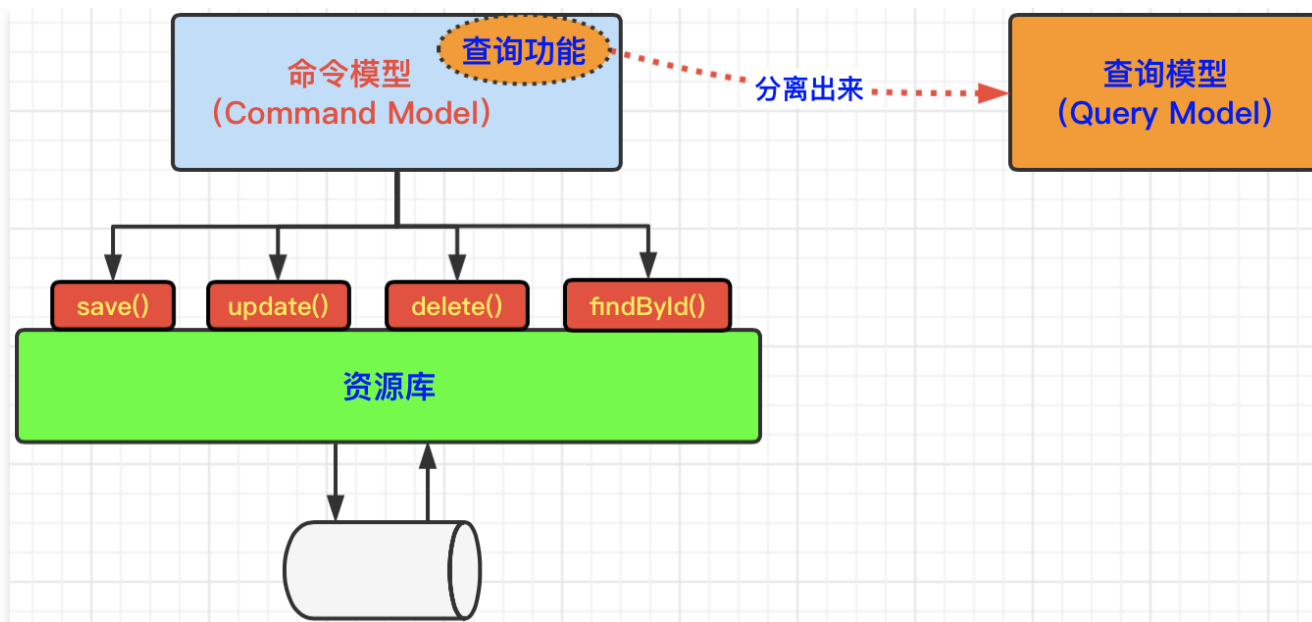 查询功能
命令模型
(Command Model)
分离出来
查询模型
(Query Model)
save()
update()
delete()
findById()
资源库